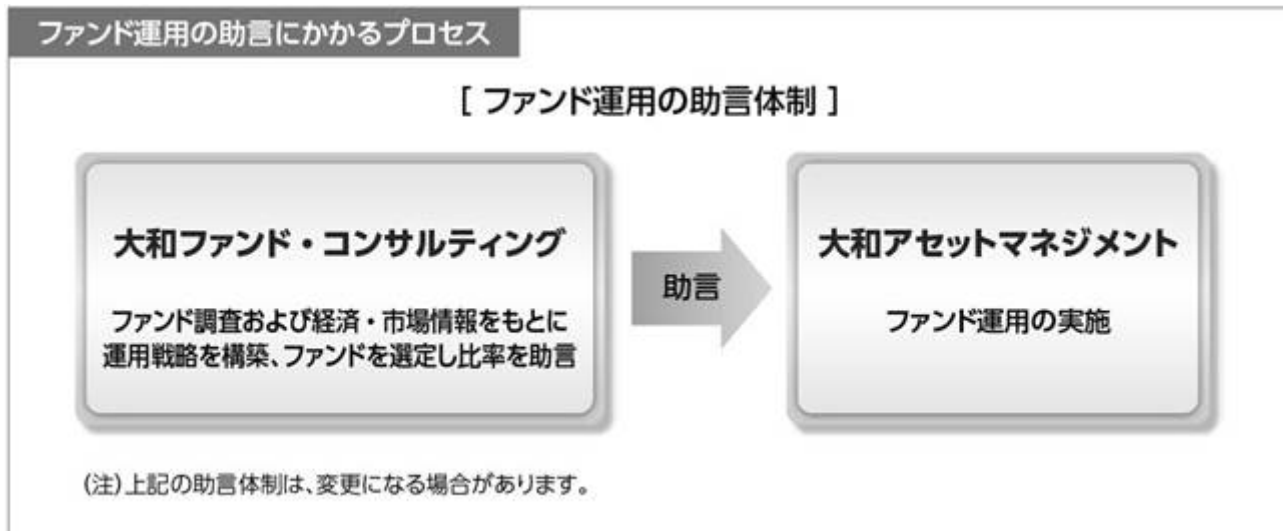 ファンド運用の助言にかかるプロセス
[ ファンド運用の助言体制 ]
大和ファンド・コンサルティング
ファンド調査および経済・市場情報をもとに
運用戦略を構築、ファンドを選定し比率を助言
助言
大和アセットマネジメント
ファンド運用の実施
(注)上記の助言体制は、変更になる場合があります。